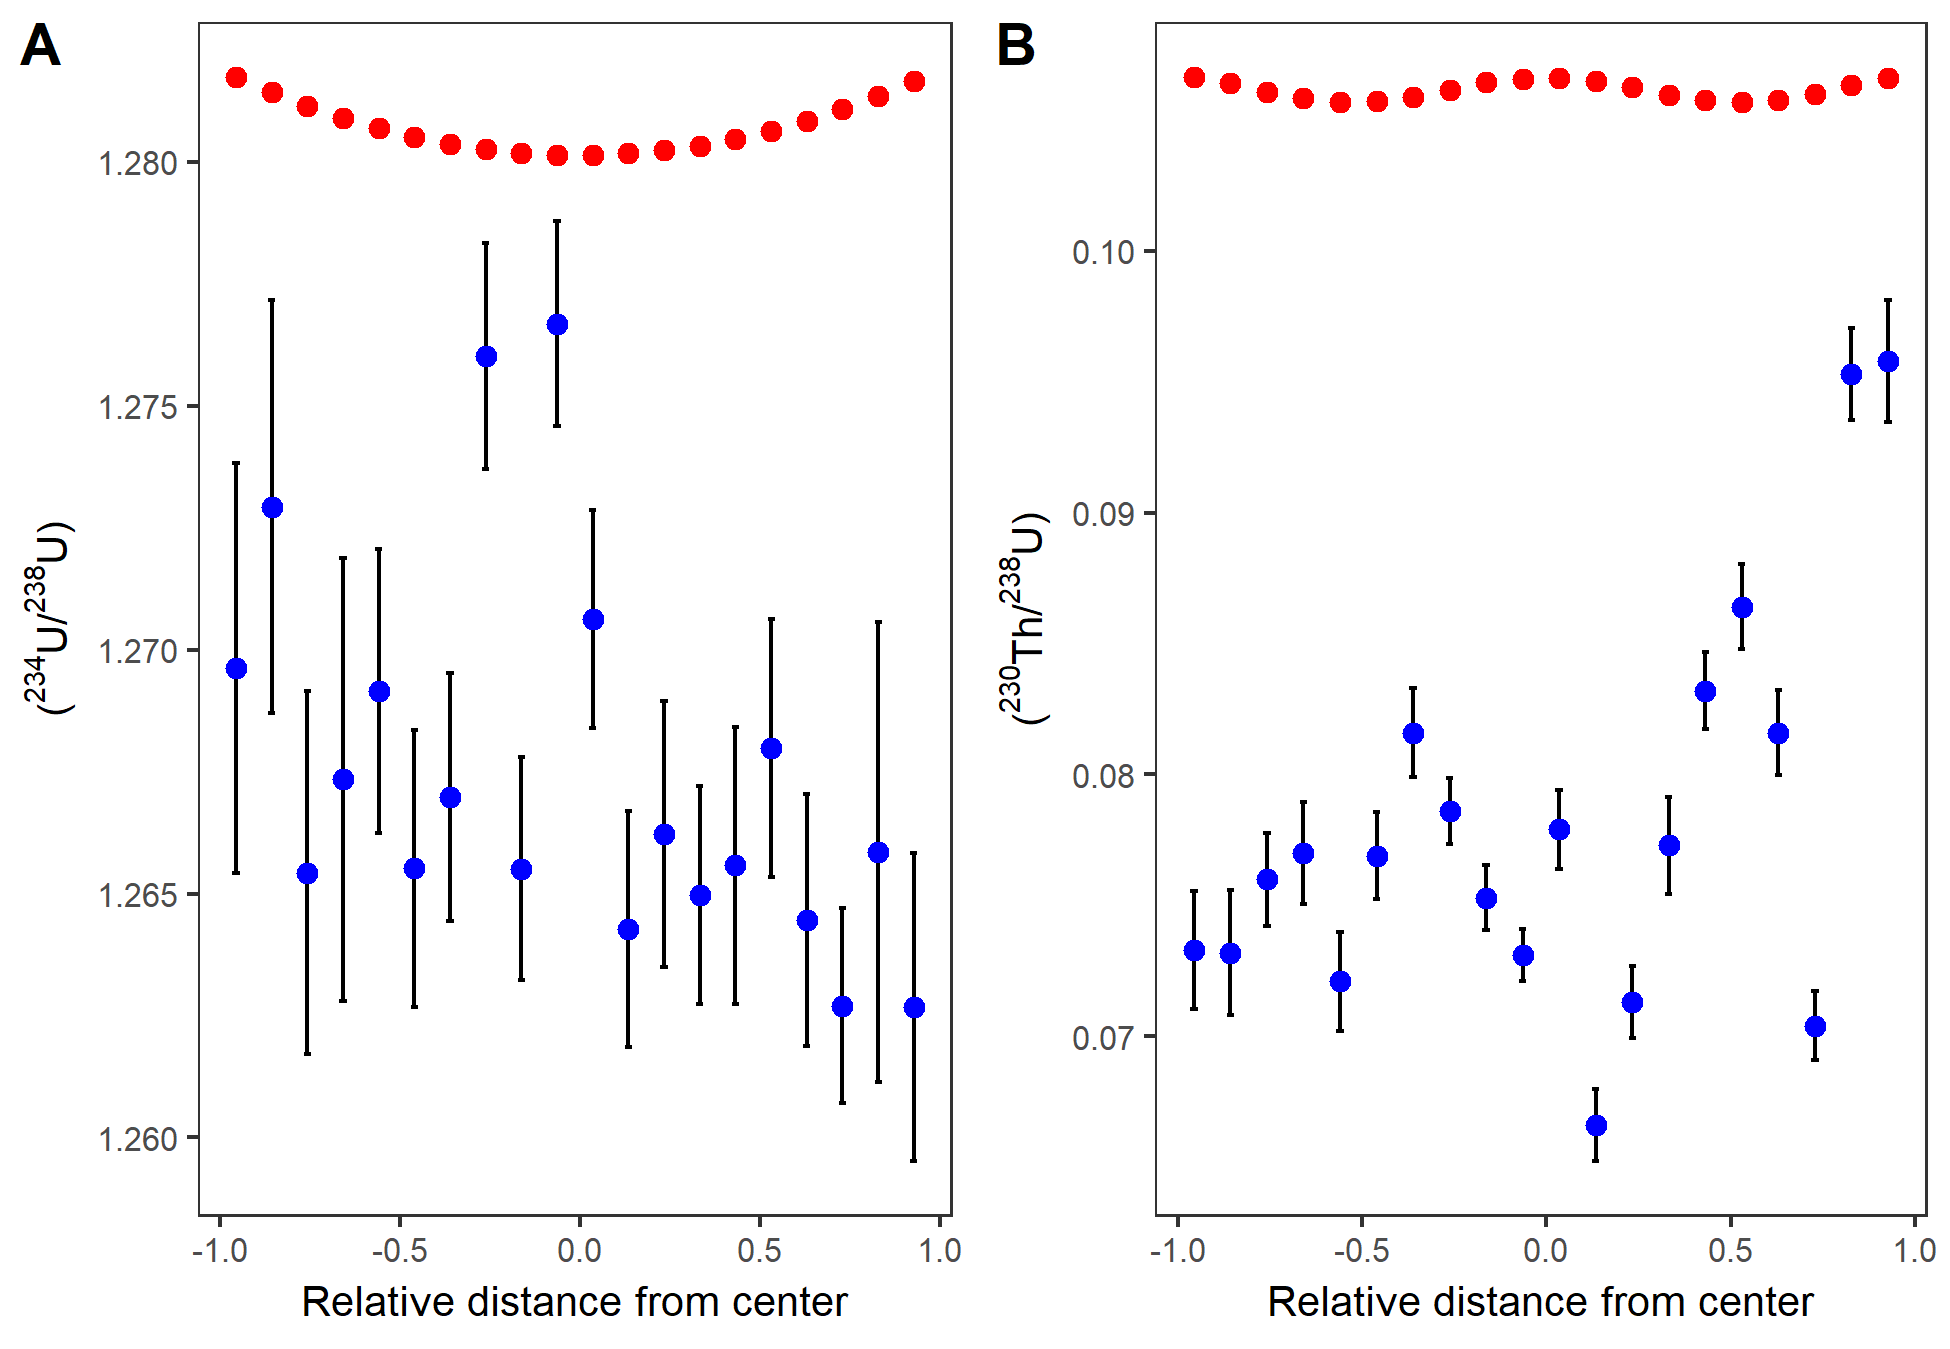 A
B
1.280
1.275
1.270
1.265
1.260
(²³⁴U/²³⁸U)
-1.0 -0.5 0.0 0.5 1.0
Relative distance from center
0.10
0.09
0.08
0.07
(²³⁰Th/²³⁸U)
-1.0 -0.5 0.0 0.5 1.0
Relative distance from center